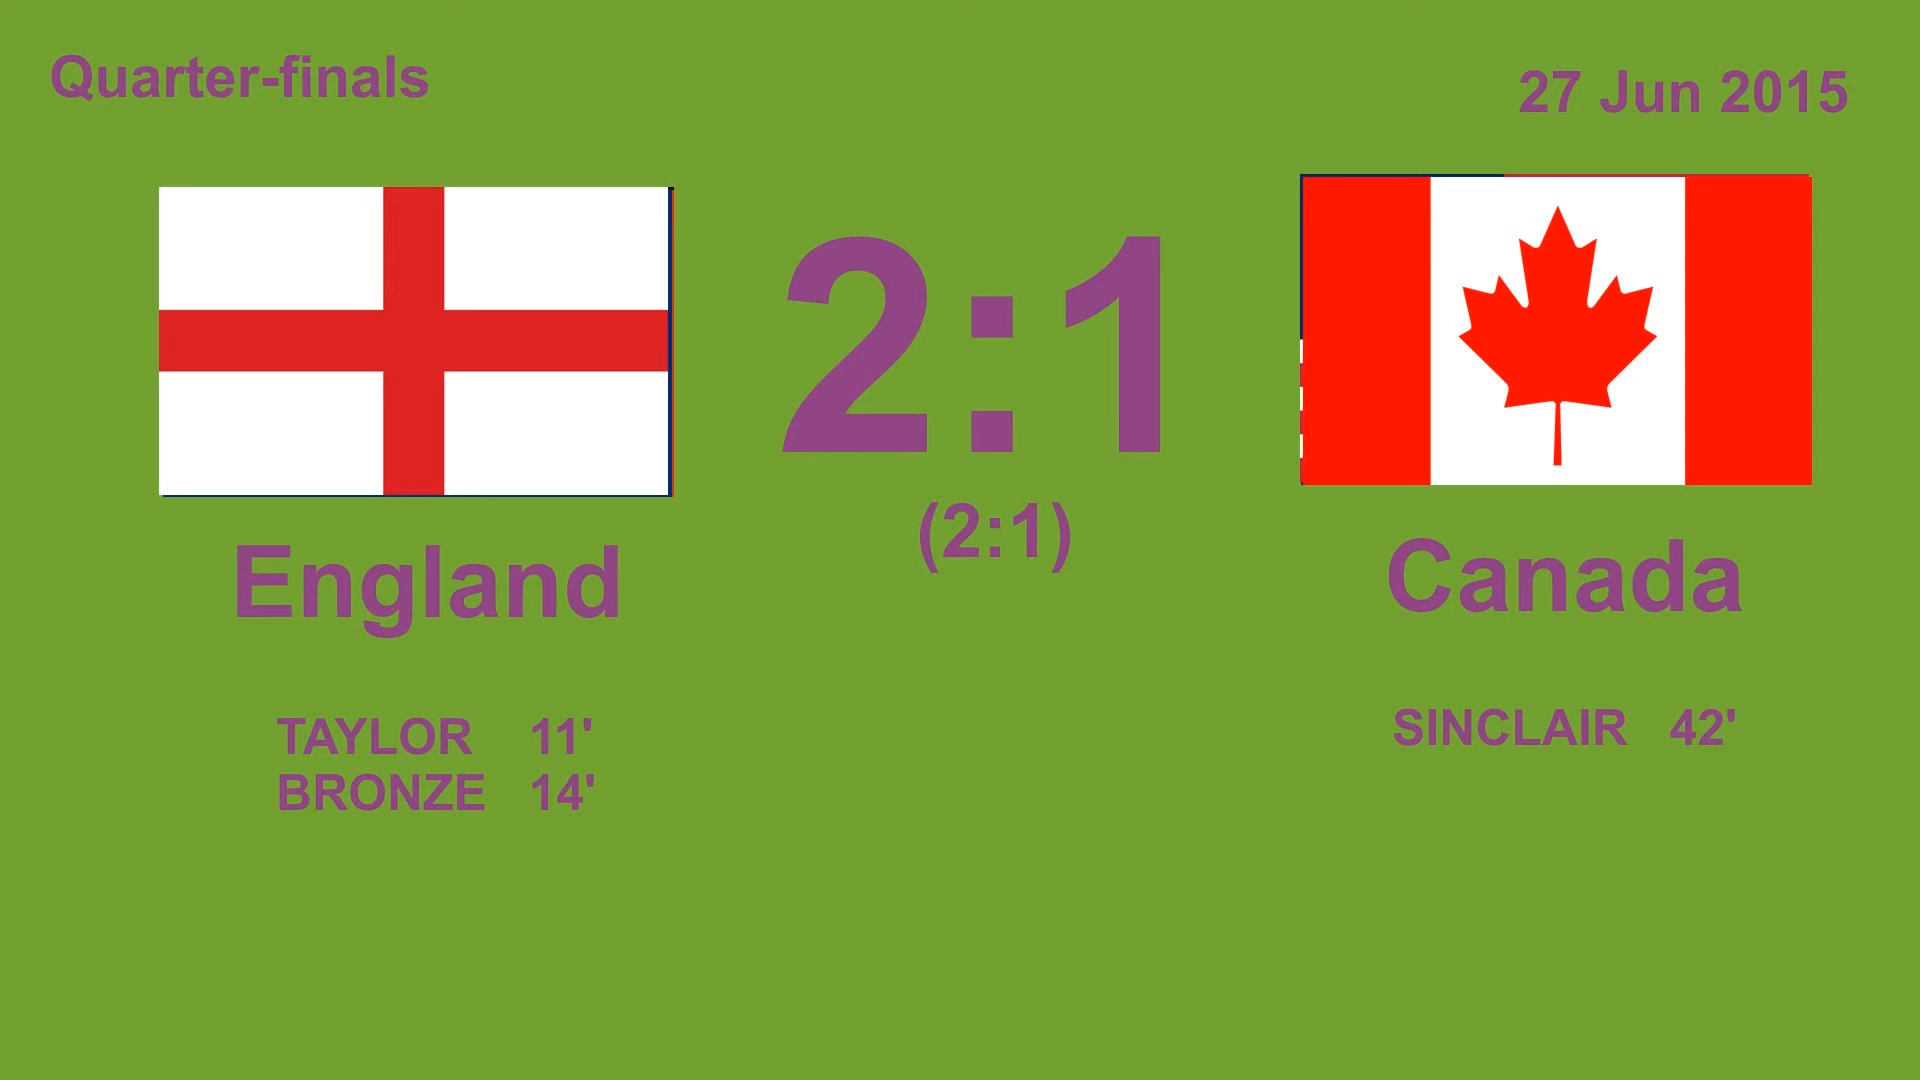 Quarter-finals
27 Jun 2015
2:1
(2:1)
England
Canada
TAYLOR 11'
BRONZE 14'
SINCLAIR 42'